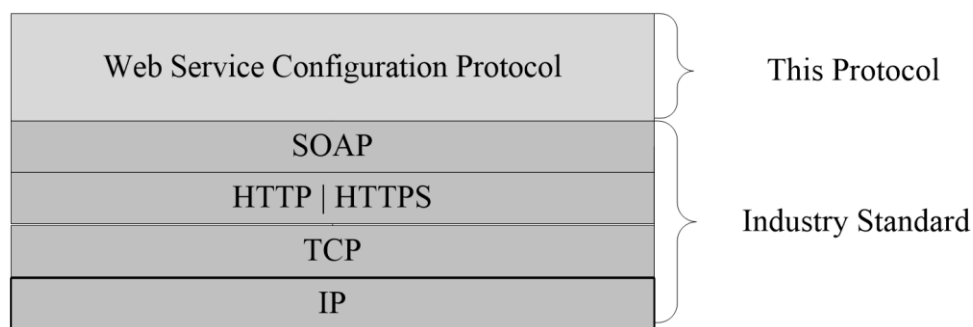 Web Service Configuration Protocol
This Protocol
SOAP
HTTP | HTTPS
Industry Standard
TCP
IP